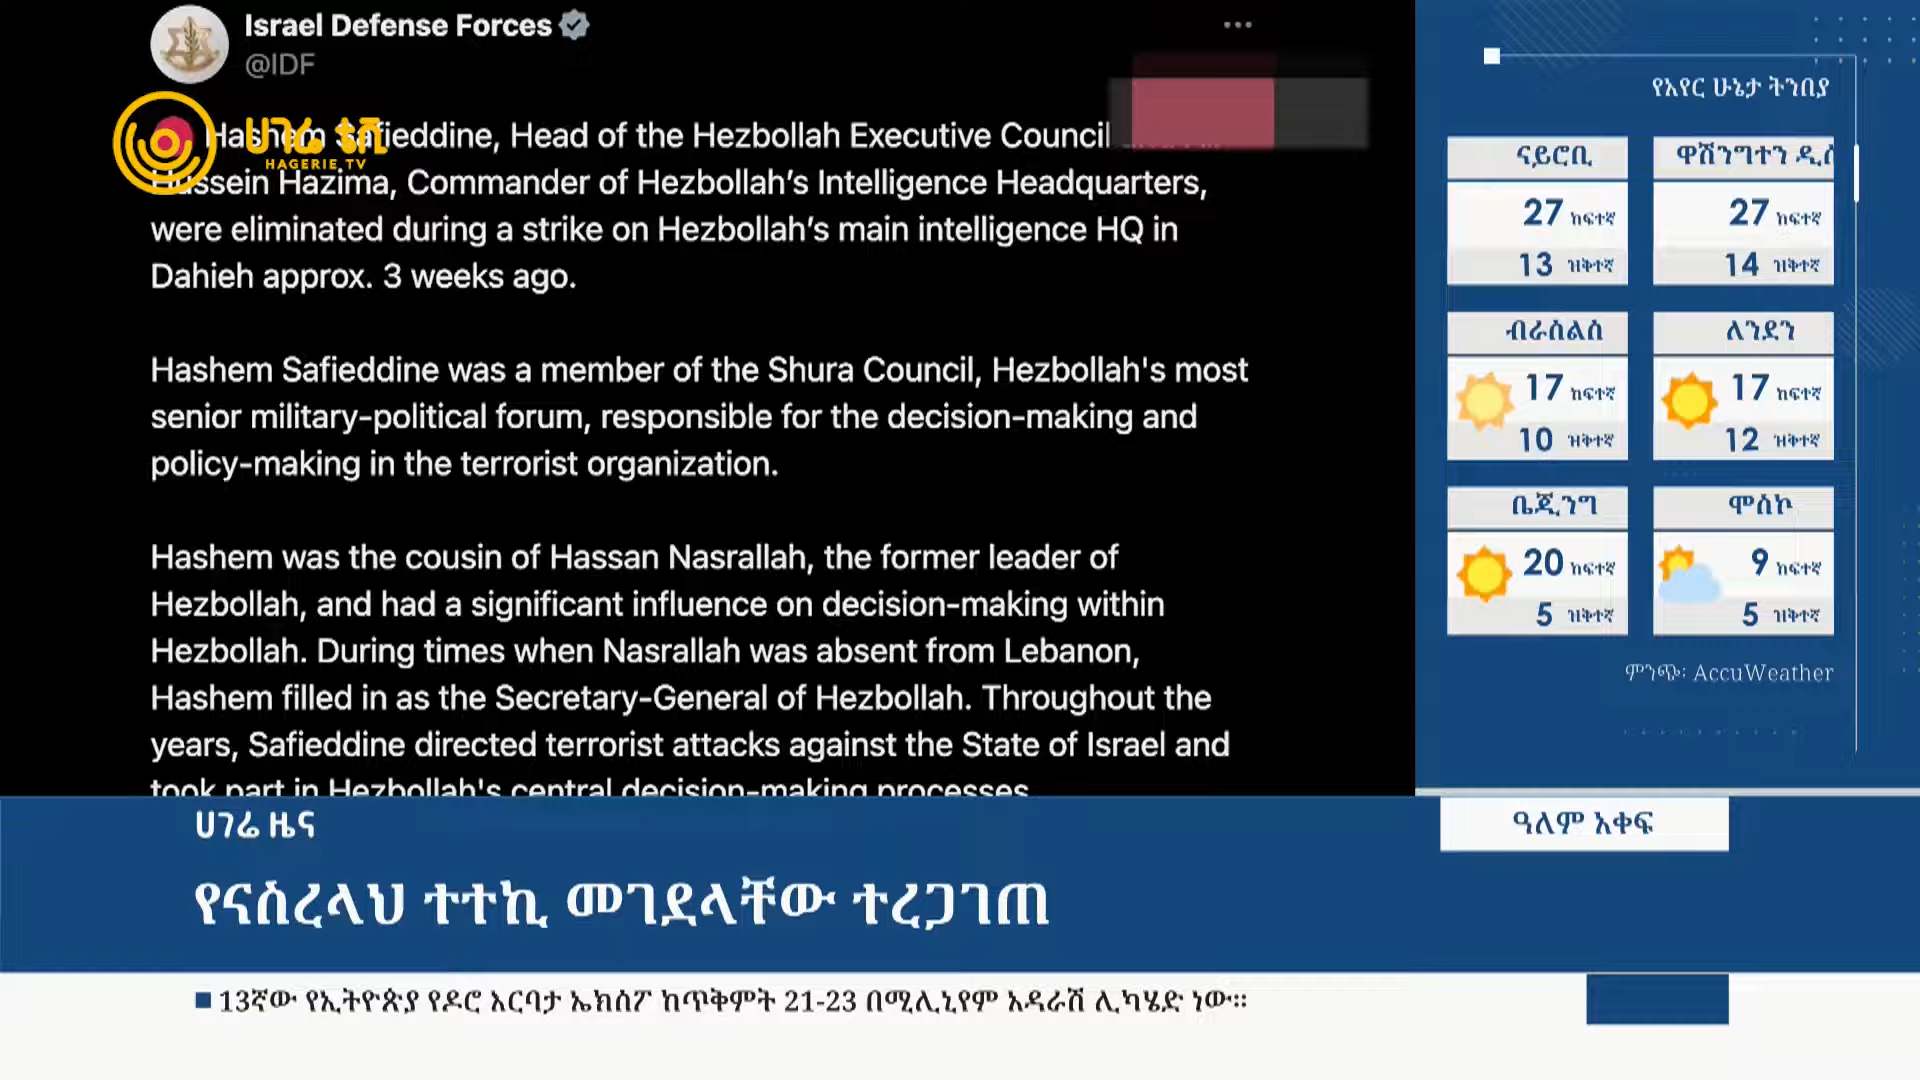 Israel Defense Forces
@IDF
ሀገሬ ቲቪ
HAGERIE TV
Hashem Safieddine, Head of the Hezbollah Executive Council
Hussein Hazima, Commander of Hezbollah’s Intelligence Headquarters,
were eliminated during a strike on Hezbollah’s main intelligence HQ in
Dahieh approx. 3 weeks ago.
Hashem Safieddine was a member of the Shura Council, Hezbollah's most
senior military-political forum, responsible for the decision-making and
policy-making in the terrorist organization.
Hashem was the cousin of Hassan Nasrallah, the former leader of
Hezbollah, and had a significant influence on decision-making within
Hezbollah. During times when Nasrallah was absent from Lebanon,
Hashem filled in as the Secretary-General of Hezbollah. Throughout the
years, Safieddine directed terrorist attacks against the State of Israel and
took part in Hezbollah's central decision-making processes.
የአየር ሁኔታ ትንበያ
ናይሮቢ
27 ከፍተኛ
13 ዝቅተኛ
ዋሽንግተን
27 ከፍተኛ
14 ዝቅተኛ
ብራስልስ
17 ከፍተኛ
10 ዝቅተኛ
ለንደን
17 ከፍተኛ
12 ዝቅተኛ
ቤጂንግ
20 ከፍተኛ
5 ዝቅተኛ
ሞስኮ
9 ከፍተኛ
5 ዝቅተኛ
ምንጭ: AccuWeather
ሀገሬ ዜና
ዓለም አቀፍ
የናስረላህ ተተኪ መገደላቸው ተረጋገጠ
13ኛው የኢትዮጵያ የዶሮ እርባታ ኤክስፖ ከጥቅምት 21-23 በሚሊኒየም አዳራሽ ሊካሄድ ነው።